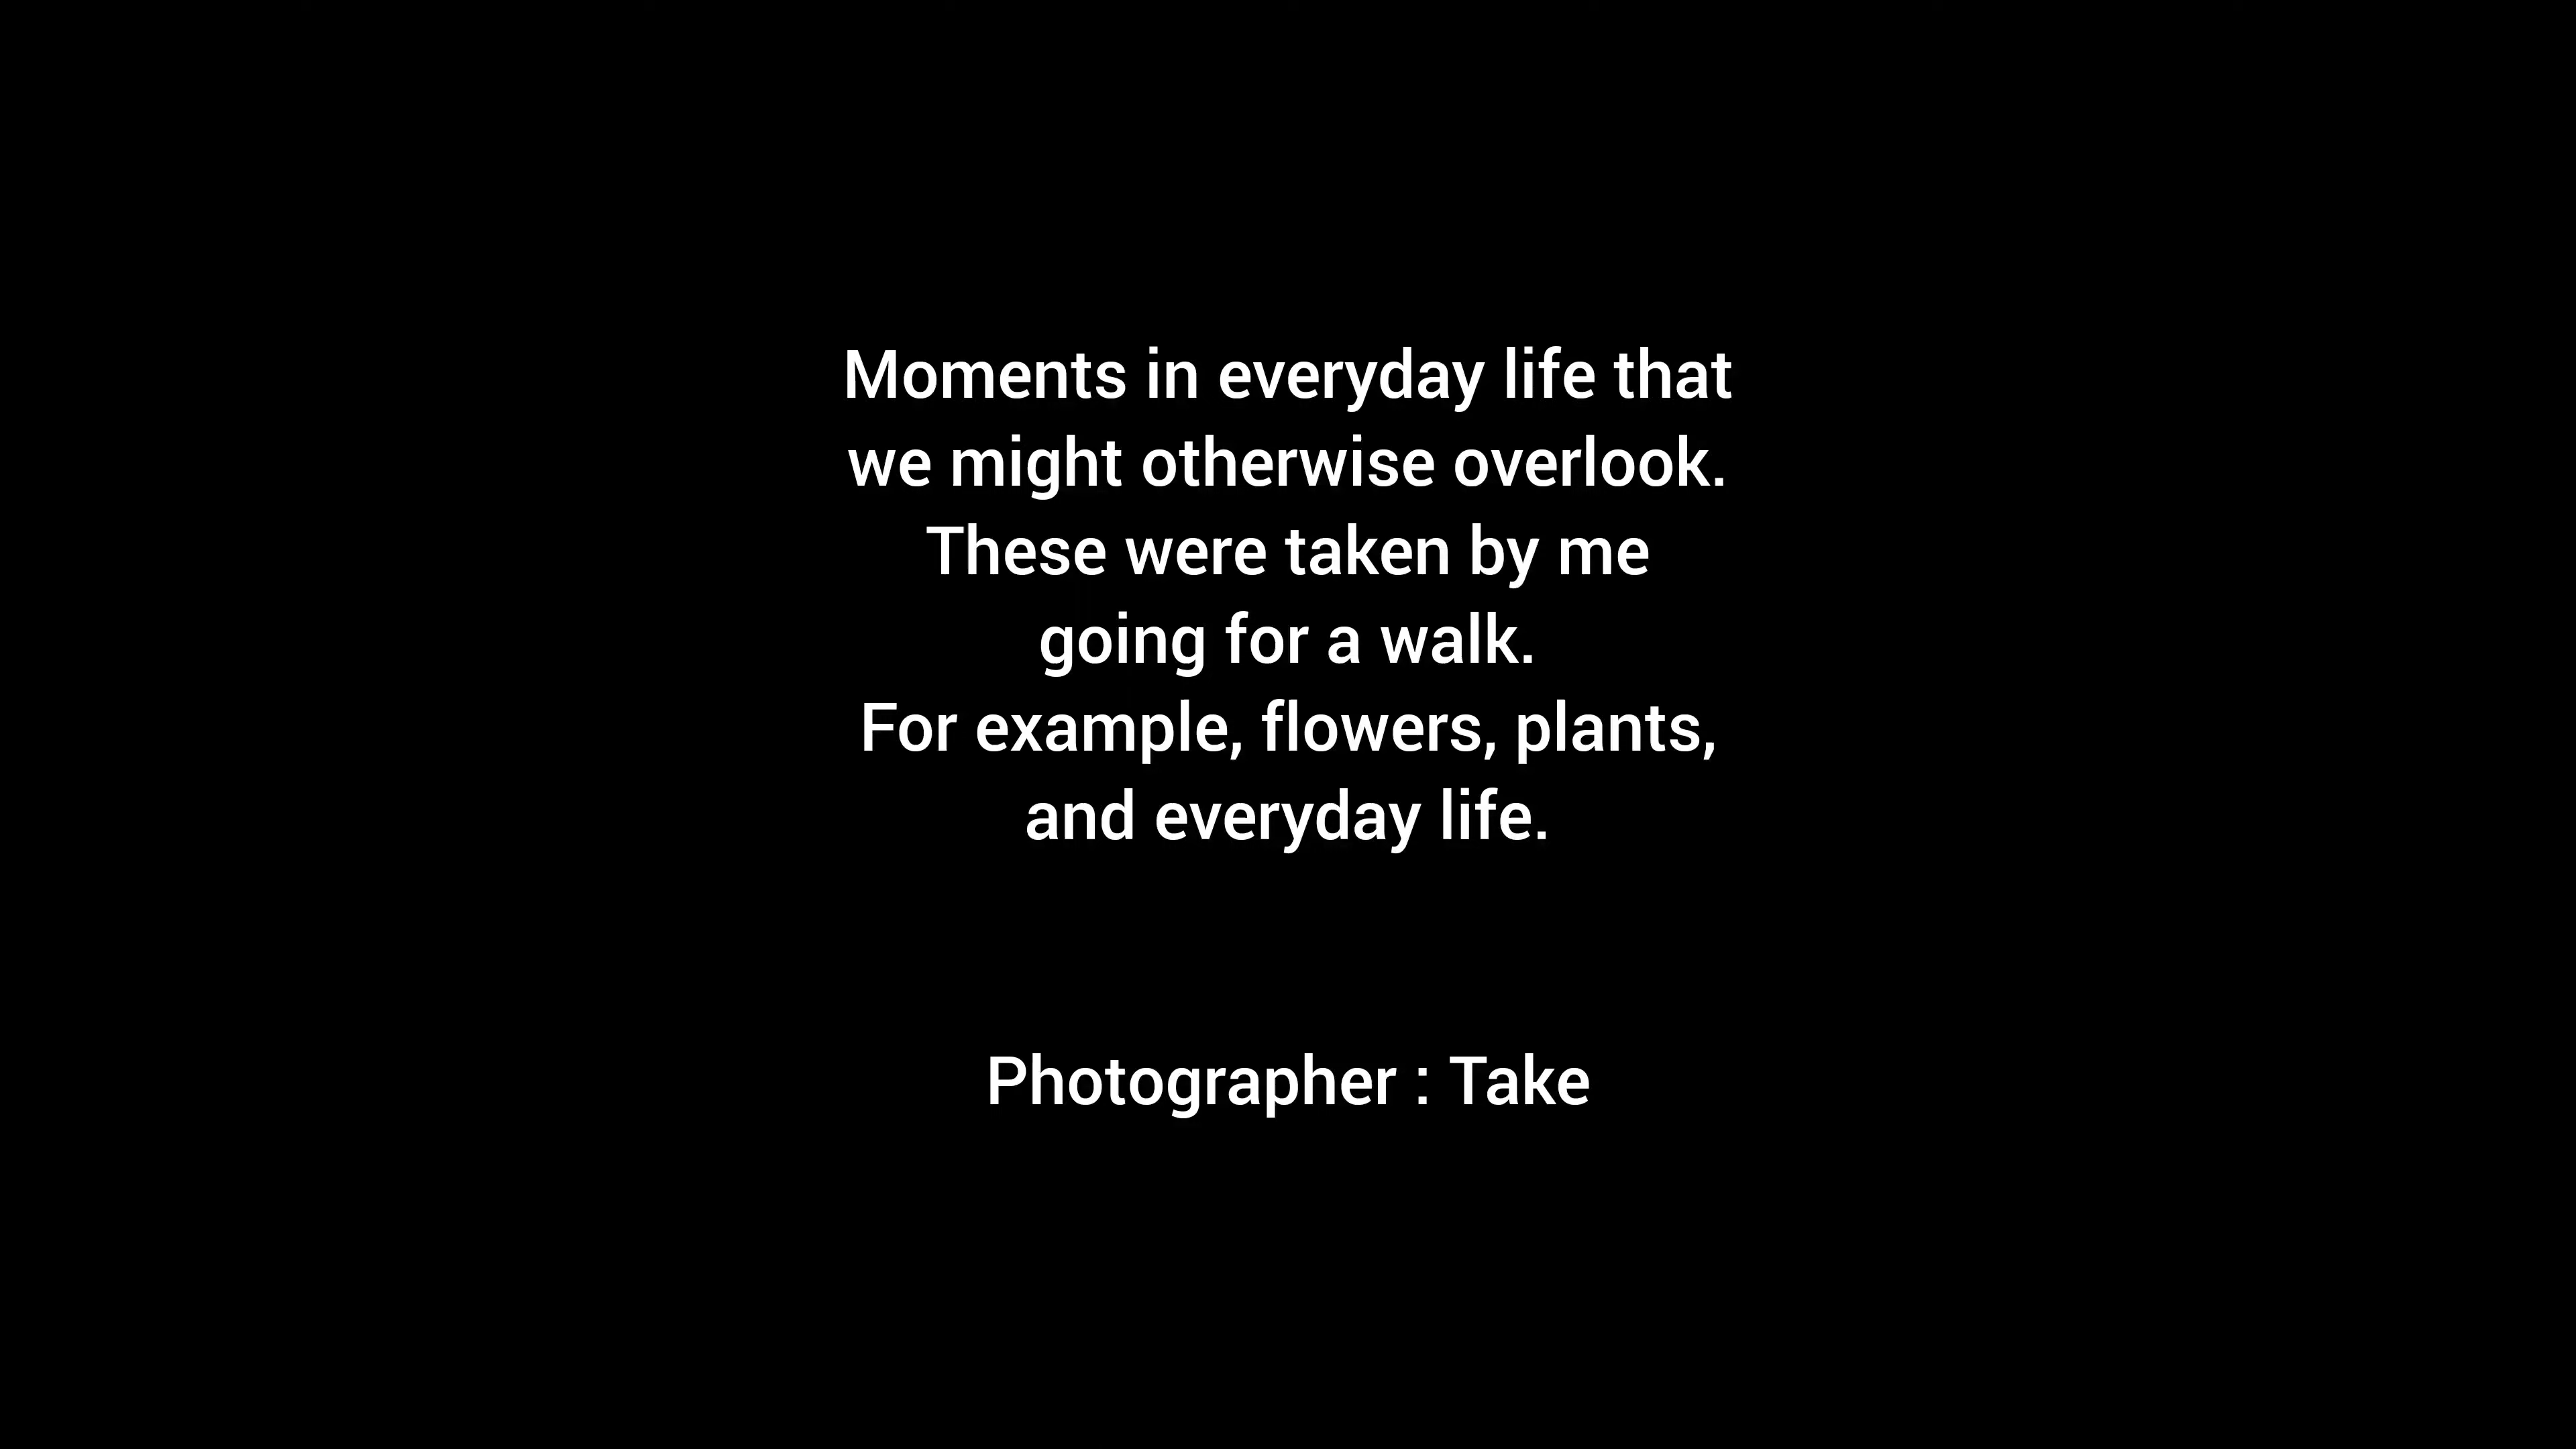 Moments in everyday life that
we might otherwise overlook.
These were taken by me
going for a walk.
For example, flowers, plants,
and everyday life.
Photographer : Take